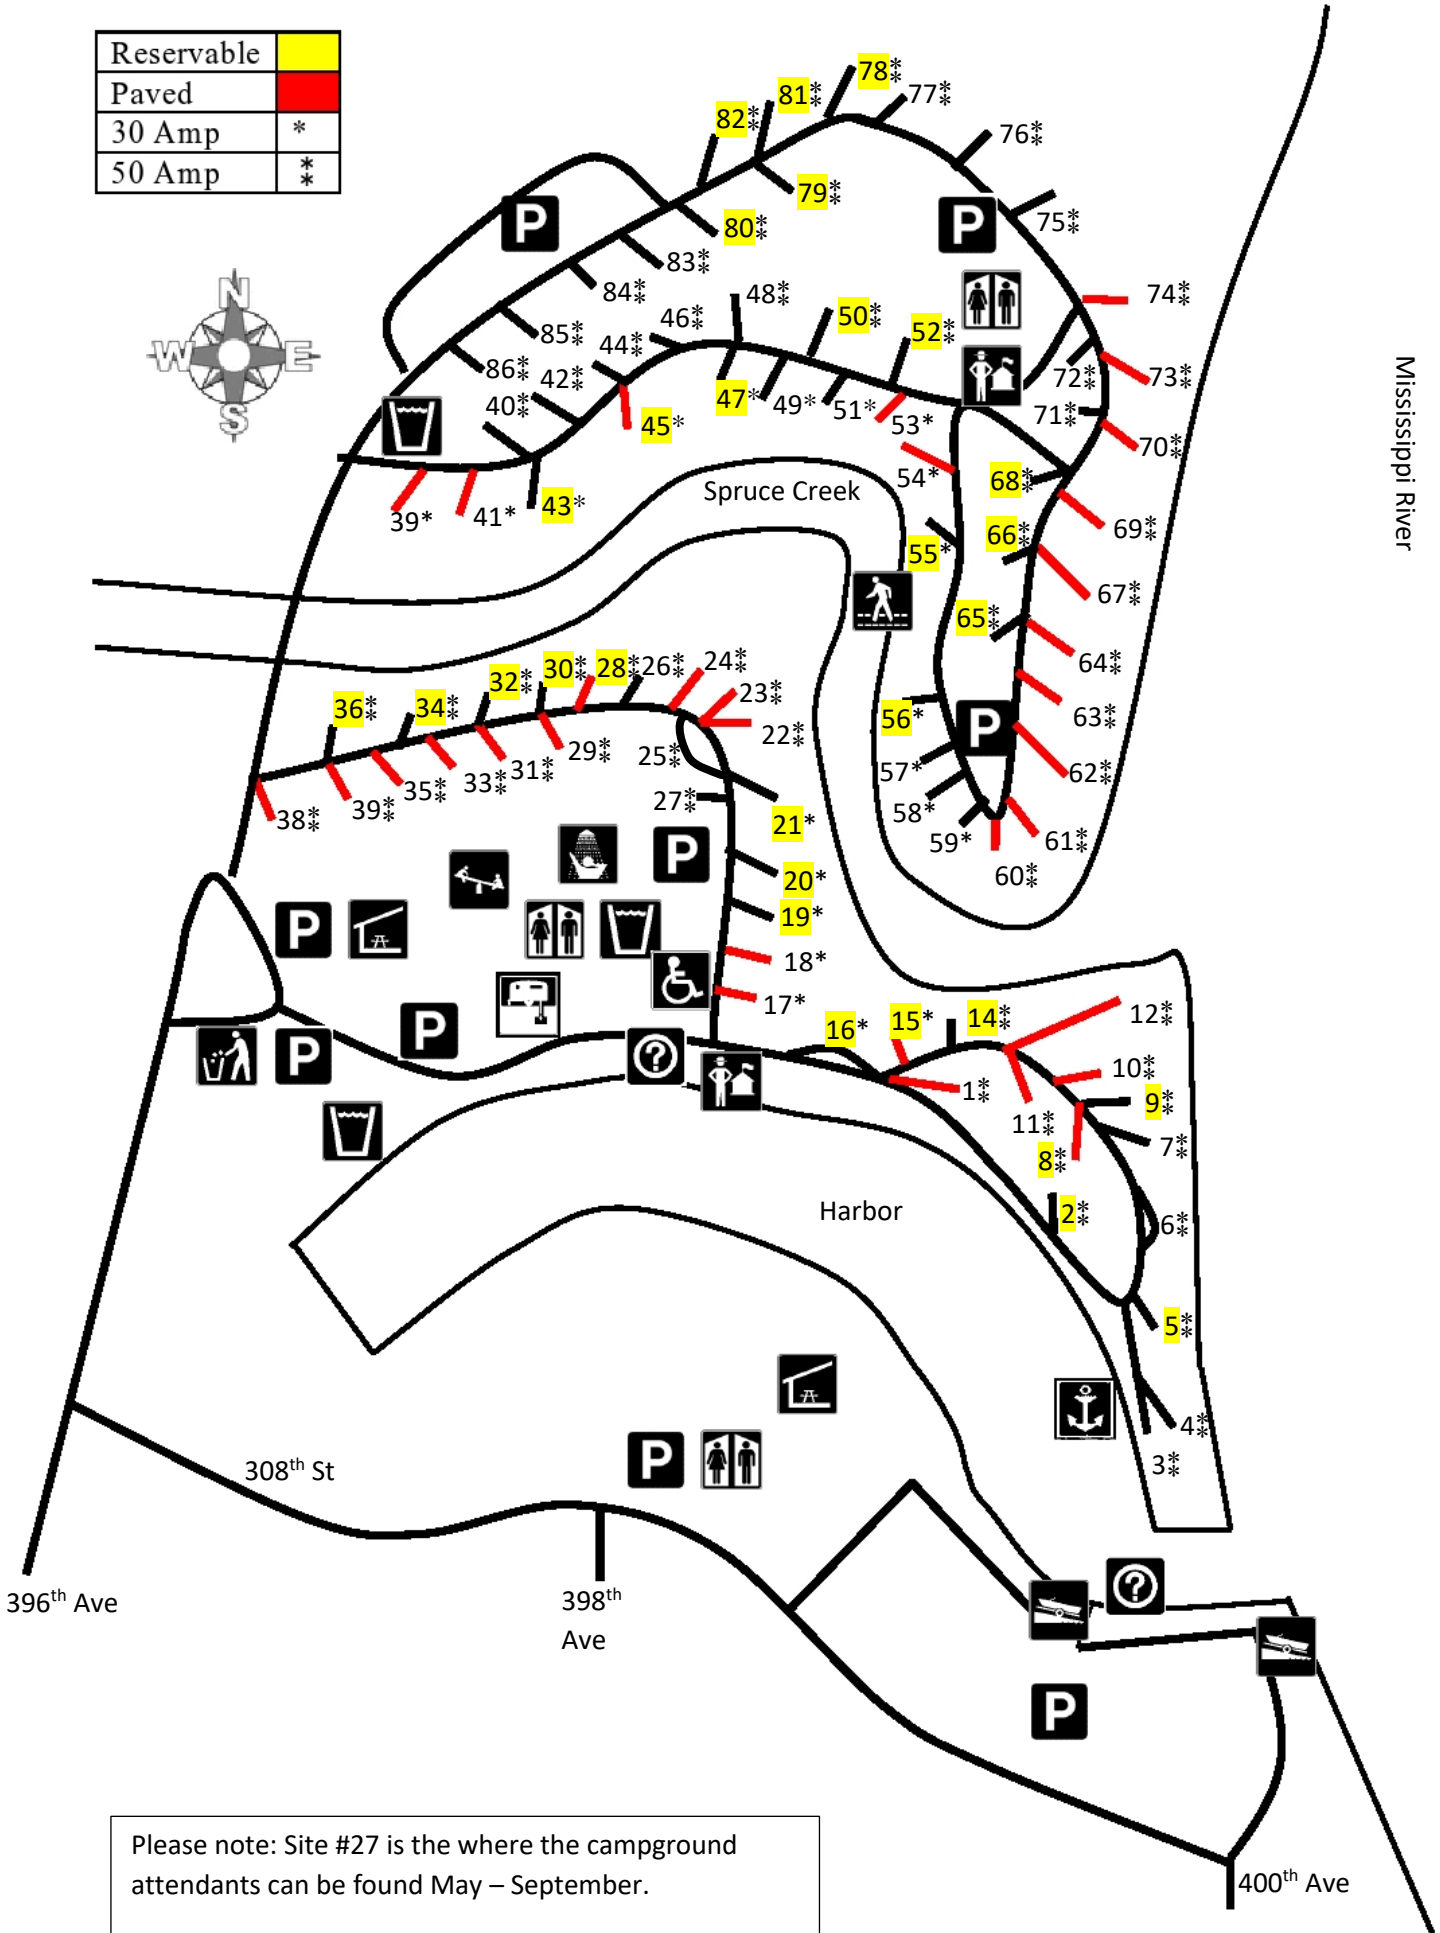 Reservable
Paved
30 Amp *
50 Amp **
N
W E
S
78**
81** 77**
82** 76**
79**
80** 75**
83**
84** 48** 74**
46** 50**
85** 44** 52**
86** 42** 72** 73**
40** 47* 49* 51* 53* 71**
45* 70**
54* 68**
39* 41* 43*
Spruce Creek
69**
66**
55*
67**
65**
64**
63**
56*
62**
57*
58*
59* 61**
60**
Mississippi River
36** 34** 32** 30** 28** 26** 24**
23**
22**
25**
29**
31**
33**
35**
39**
38**
27**
21*
20*
19*
18*
17*
P
P
P
P
P
P
P
?
16* 15* 14** 12**
10**
1** 9**
11**
7**
8**
2**
6**
5**
4**
3**
Harbor
P
308th St
396th Ave
398th
Ave
?
P
400th Ave
Please note: Site #27 is the where the campground
attendants can be found May – September.